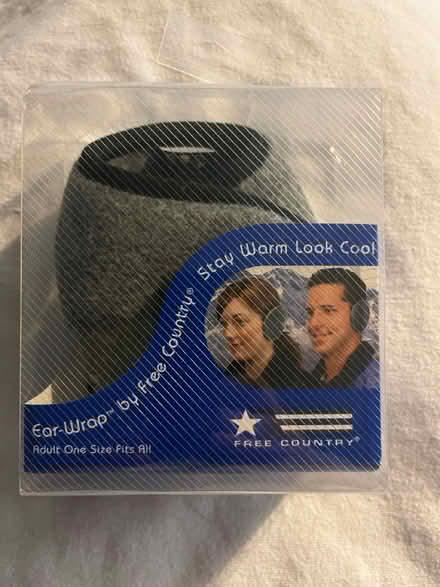 Stay Warm Look Cool
Ear-Wrap™ by Free Country®
Adult One Size Fits All
FREE COUNTRY®